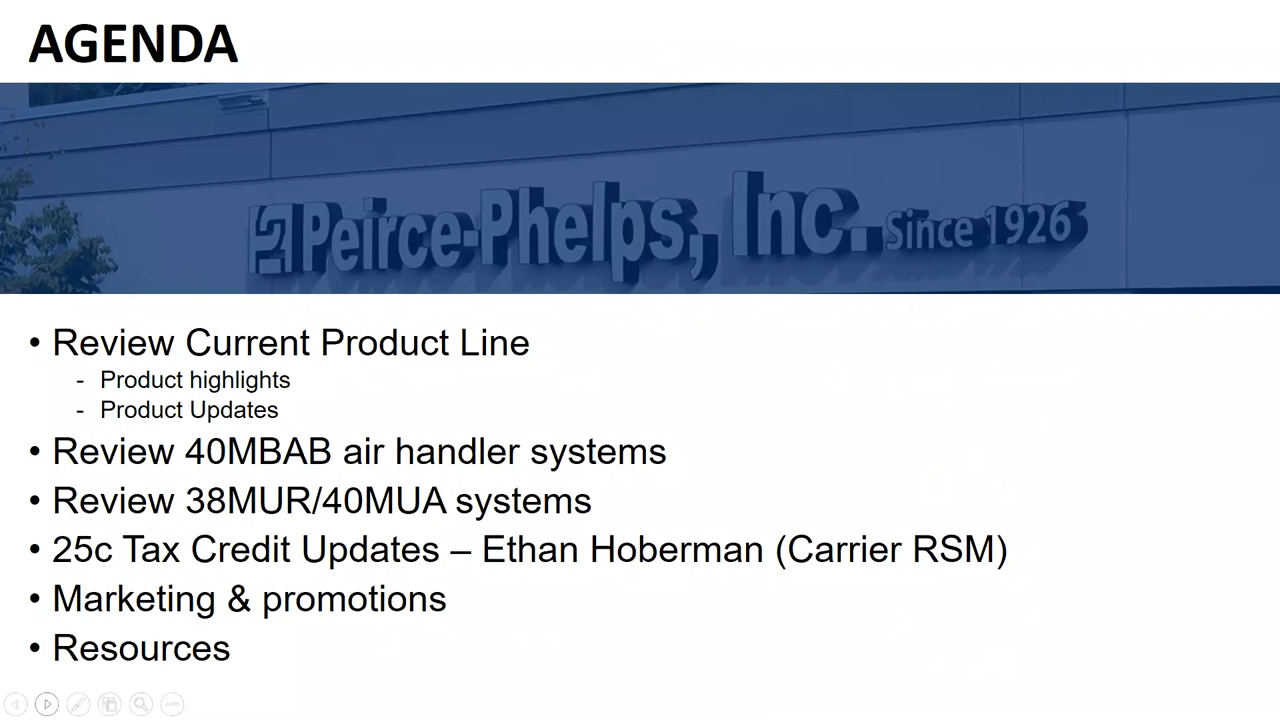 AGENDA
Peirce-Phelps, Inc. Since 1926
• Review Current Product Line
- Product highlights
- Product Updates
• Review 40MBAB air handler systems
• Review 38MUR/40MUA systems
• 25c Tax Credit Updates – Ethan Hoberman (Carrier RSM)
• Marketing & promotions
• Resources